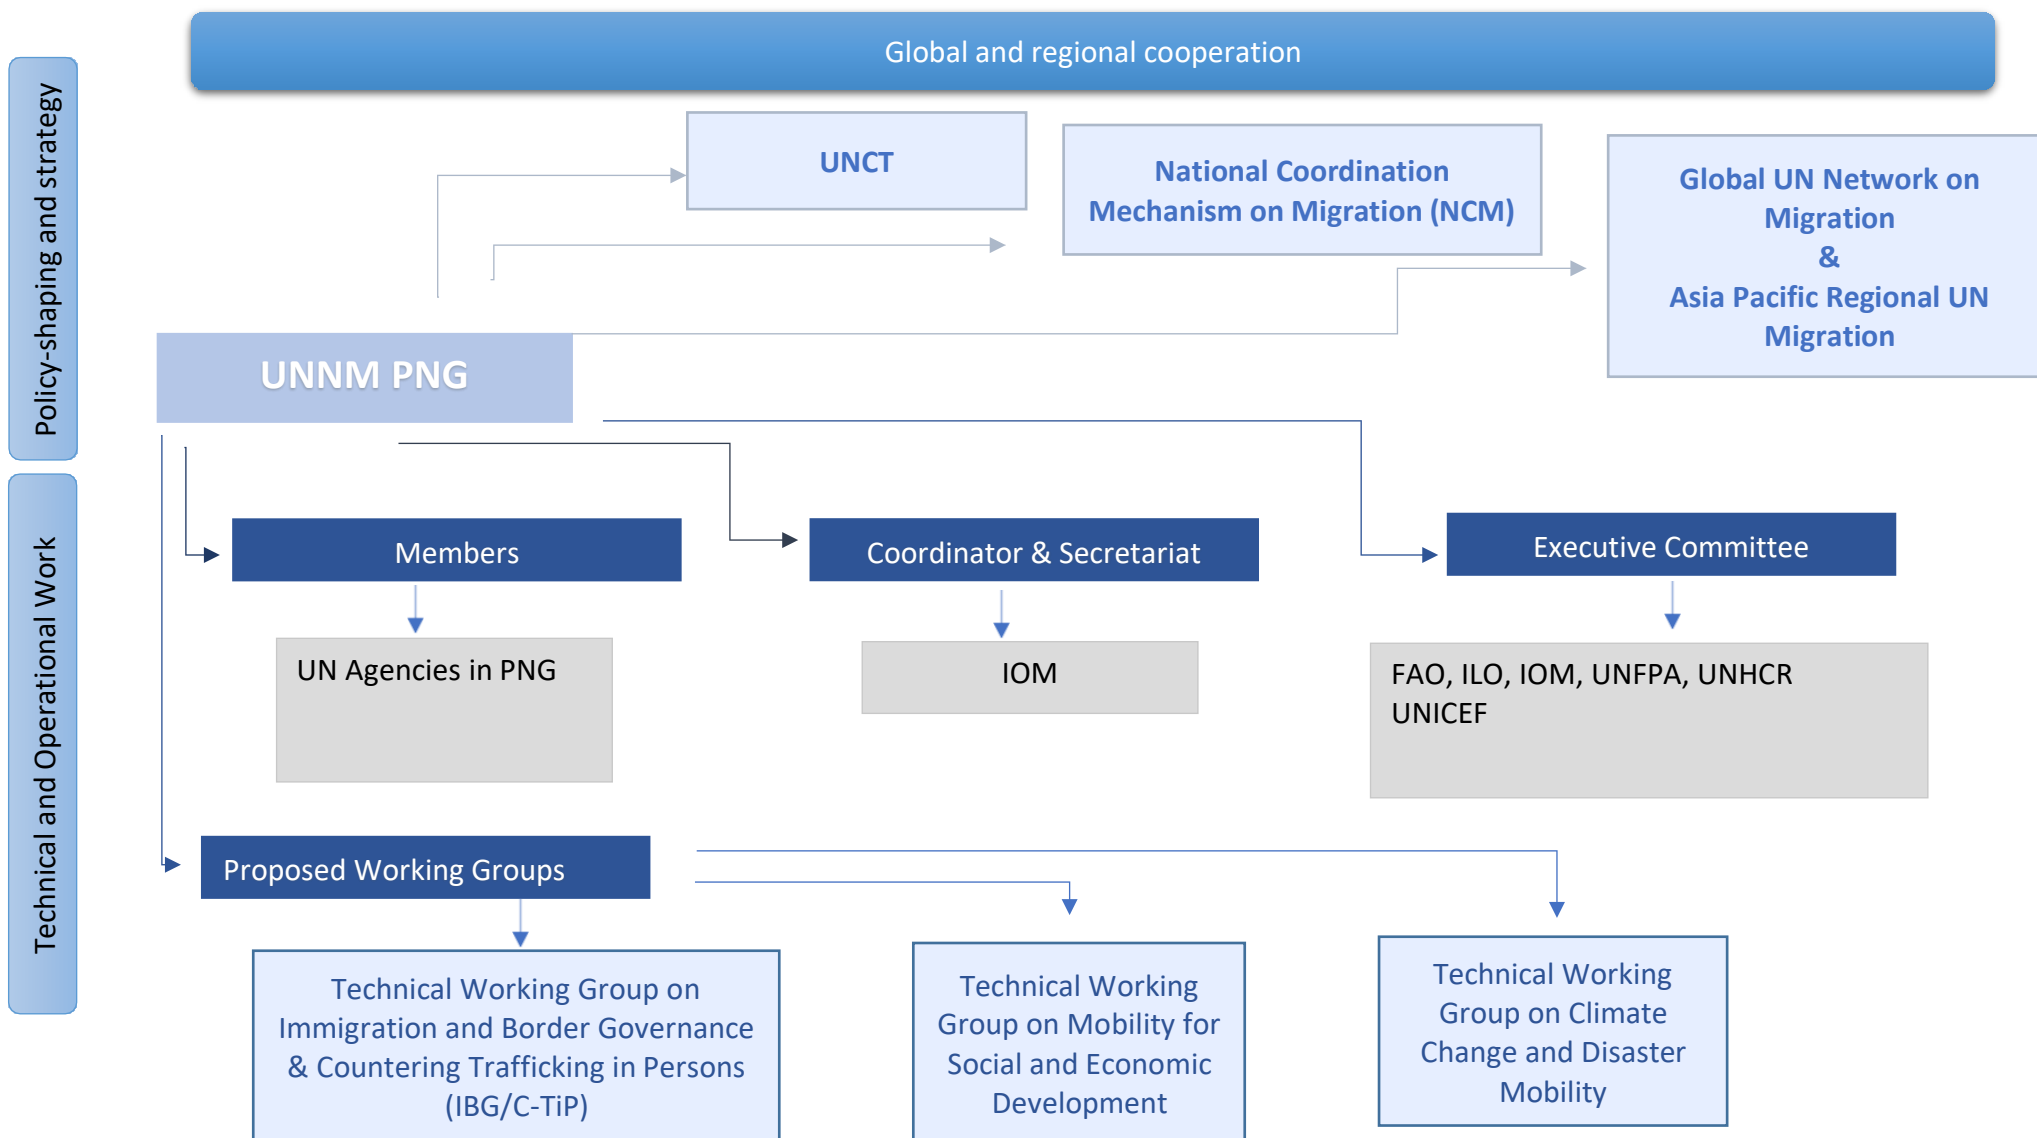 Global and regional cooperation
Policy-shaping and strategy
UNCT
National Coordination
Mechanism on Migration (NCM)
Global UN Network on
Migration
&
Asia Pacific Regional UN
Migration
UNNM PNG
Technical and Operational Work
Members
Coordinator & Secretariat
Executive Committee
UN Agencies in PNG
IOM
FAO, ILO, IOM, UNFPA, UNHCR
UNICEF
Proposed Working Groups
Technical Working Group on
Immigration and Border Governance
& Countering Trafficking in Persons
(IBG/C-TiP)
Technical Working
Group on Mobility for
Social and Economic
Development
Technical Working
Group on Climate
Change and Disaster
Mobility